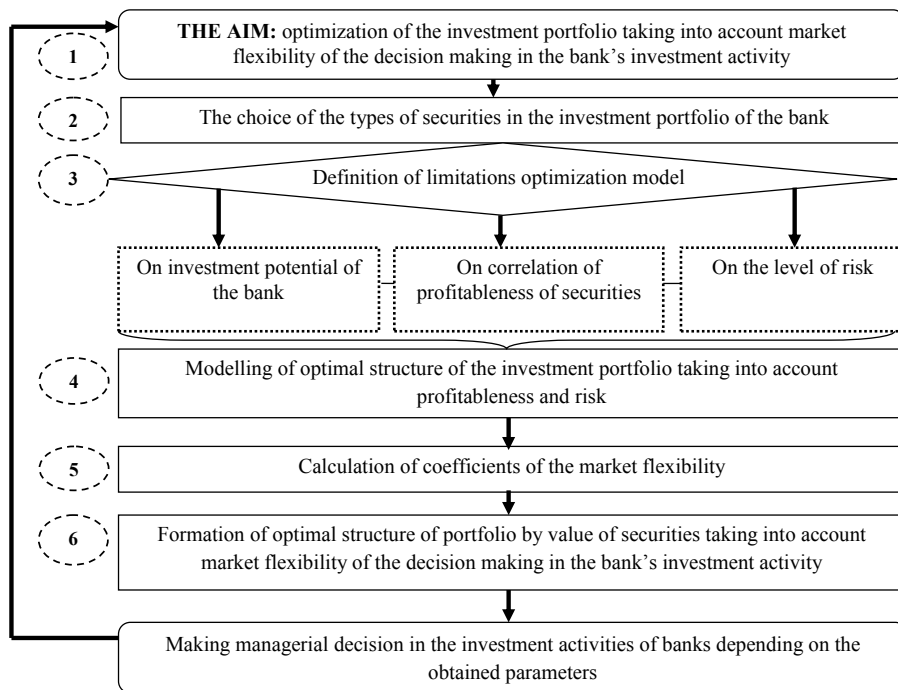 1
THE AIM: optimization of the investment portfolio taking into account market
flexibility of the decision making in the bank's investment activity
2
The choice of the types of securities in the investment portfolio of the bank
3
Definition of limitations optimization model
On investment potential of
the bank
On correlation of
profitableness of securities
On the level of risk
4
Modelling of optimal structure of the investment portfolio taking into account
profitableness and risk
5
Calculation of coefficients of the market flexibility
6
Formation of optimal structure of portfolio by value of securities taking into account
market flexibility of the decision making in the bank's investment activity
Making managerial decision in the investment activities of banks depending on the
obtained parameters